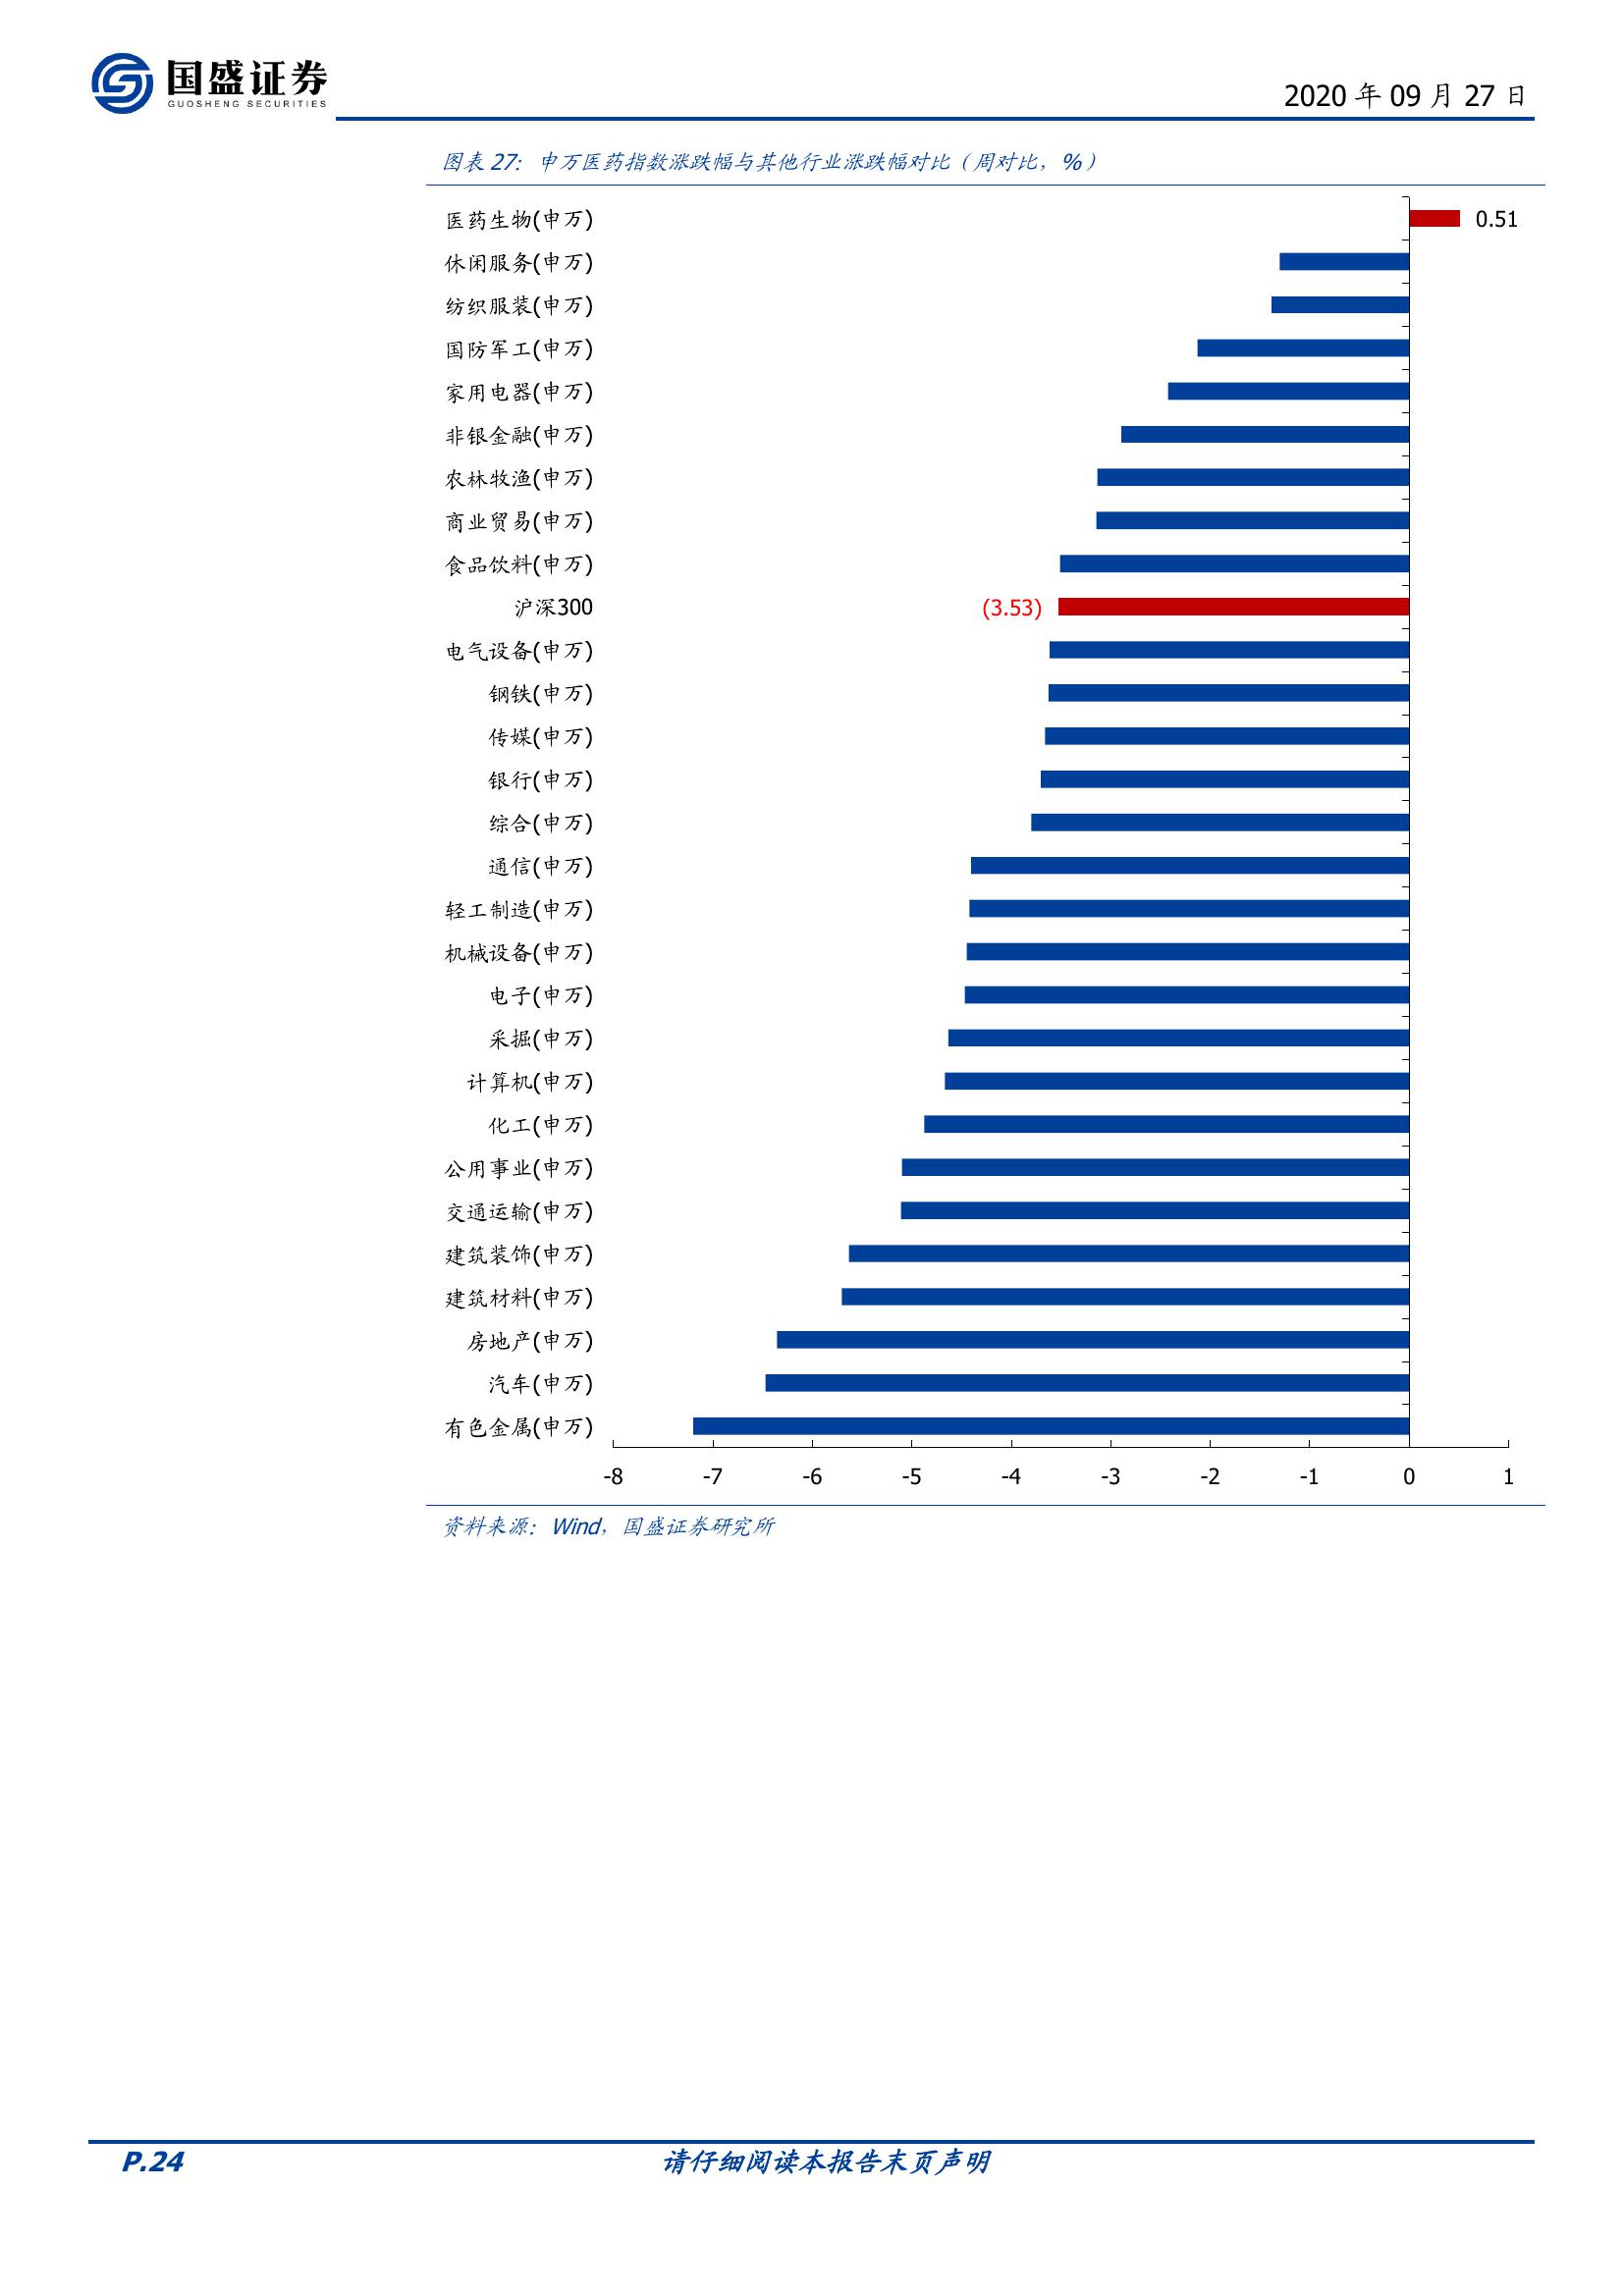 国盛证券
GUOSHENG SECURITIES
2020 年 09 月 27 日
图表 27: 申万医药指数涨跌幅与其他行业涨跌幅对比（周对比，%）
医药生物(申万) 0.51
休闲服务(申万)
纺织服装(申万)
国防军工(申万)
家用电器(申万)
非银金融(申万)
农林牧渔(申万)
商业贸易(申万)
食品饮料(申万)
沪深300 (3.53)
电气设备(申万)
钢铁(申万)
传媒(申万)
银行(申万)
综合(申万)
通信(申万)
轻工制造(申万)
机械设备(申万)
电子(申万)
采掘(申万)
计算机(申万)
化工(申万)
公用事业(申万)
交通运输(申万)
建筑装饰(申万)
建筑材料(申万)
房地产(申万)
汽车(申万)
有色金属(申万)
-8 -7 -6 -5 -4 -3 -2 -1 0 1
资料来源：Wind，国盛证券研究所
P.24 请仔细阅读本报告末页声明